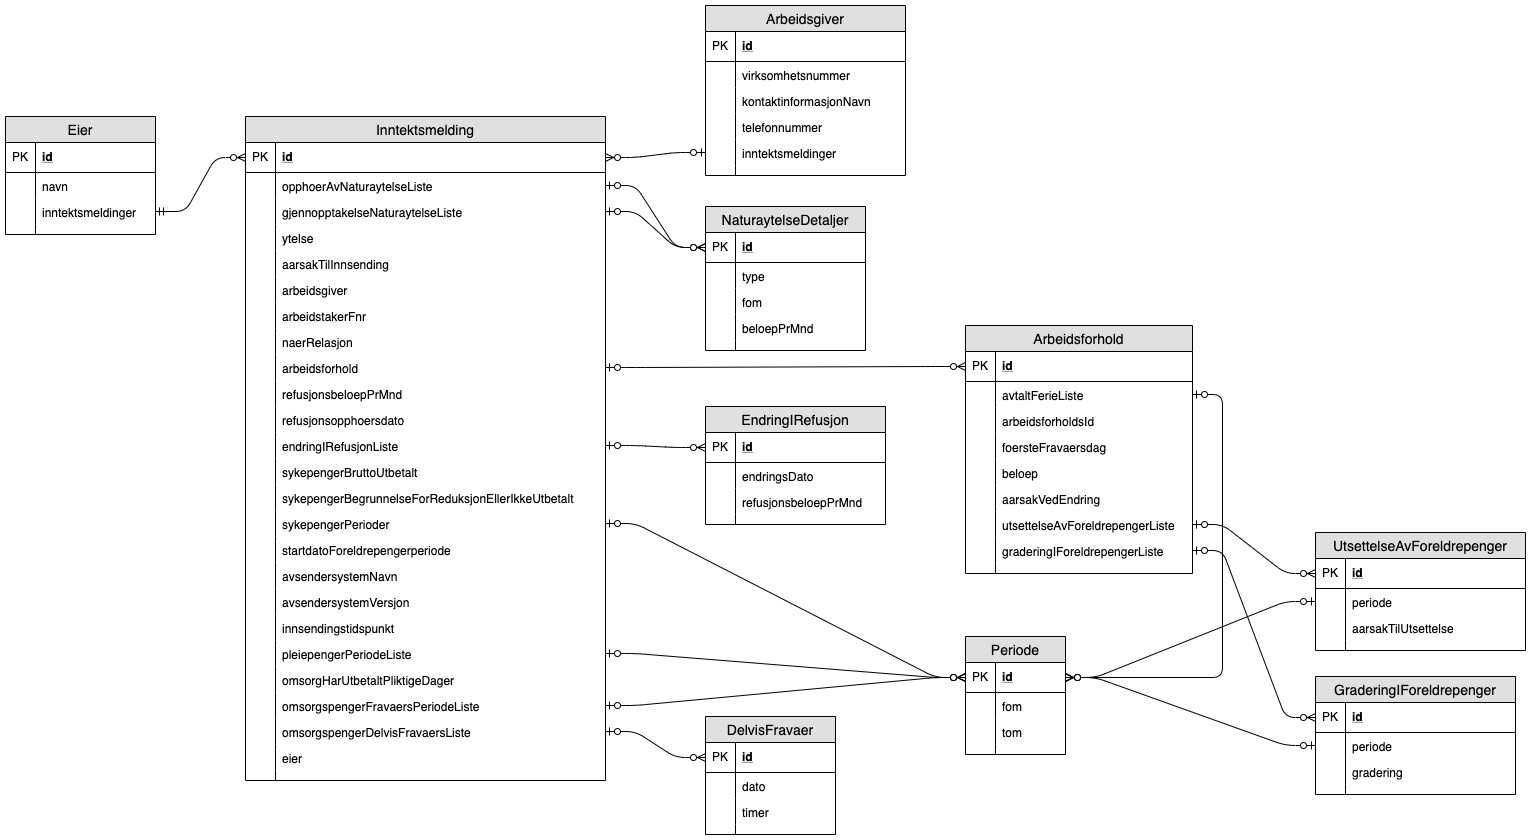 Arbeidsgiver
PK id
virksomhetsnummer
kontaktinformasjonNavn
telefonnummer
inntektsmeldinger
Eier
PK id
navn
inntektsmeldinger
Inntektsmelding
PK id
opphoerAvNaturaytelseListe
gjennopptakelseNaturaytelseListe
ytelse
aarsakTilInnsending
arbeidsgiver
arbeidstakerFnr
naerRelasjon
arbeidsforhold
refusjonsbeloepPrMnd
refusjonsopphoersdato
endringIRefusjonListe
sykepengerBruttoUtbetalt
sykepengerBegrunnelseForReduksjonEllerIkkeUtbetalt
sykepengerPerioder
startdatoForeldrepengerperiode
avsendersystemNavn
avsendersystemVersjon
innsendingstidspunkt
pleiepengerPeriodeListe
omsorgHarUtbetaltPliktigeDager
omsorgspengerFravaersPeriodeListe
omsorgspengerDelvisFravaersListe
eier
NaturaytelseDetaljer
PK id
type
fom
beloepPrMnd
Arbeidsforhold
PK id
avtaltFerieListe
arbeidsforholdsId
foersteFravaersdag
beloep
aarsakVedEndring
utsettelseAvForeldrepengerListe
graderingIForeldrepengerListe
EndringIRefusjon
PK id
endringsDato
refusjonsbeloepPrMnd
UtsettelseAvForeldrepenger
PK id
periode
aarsakTilUtsettelse
Periode
PK id
fom
tom
GraderingIForeldrepenger
PK id
periode
gradering
DelvisFravaer
PK id
dato
timer